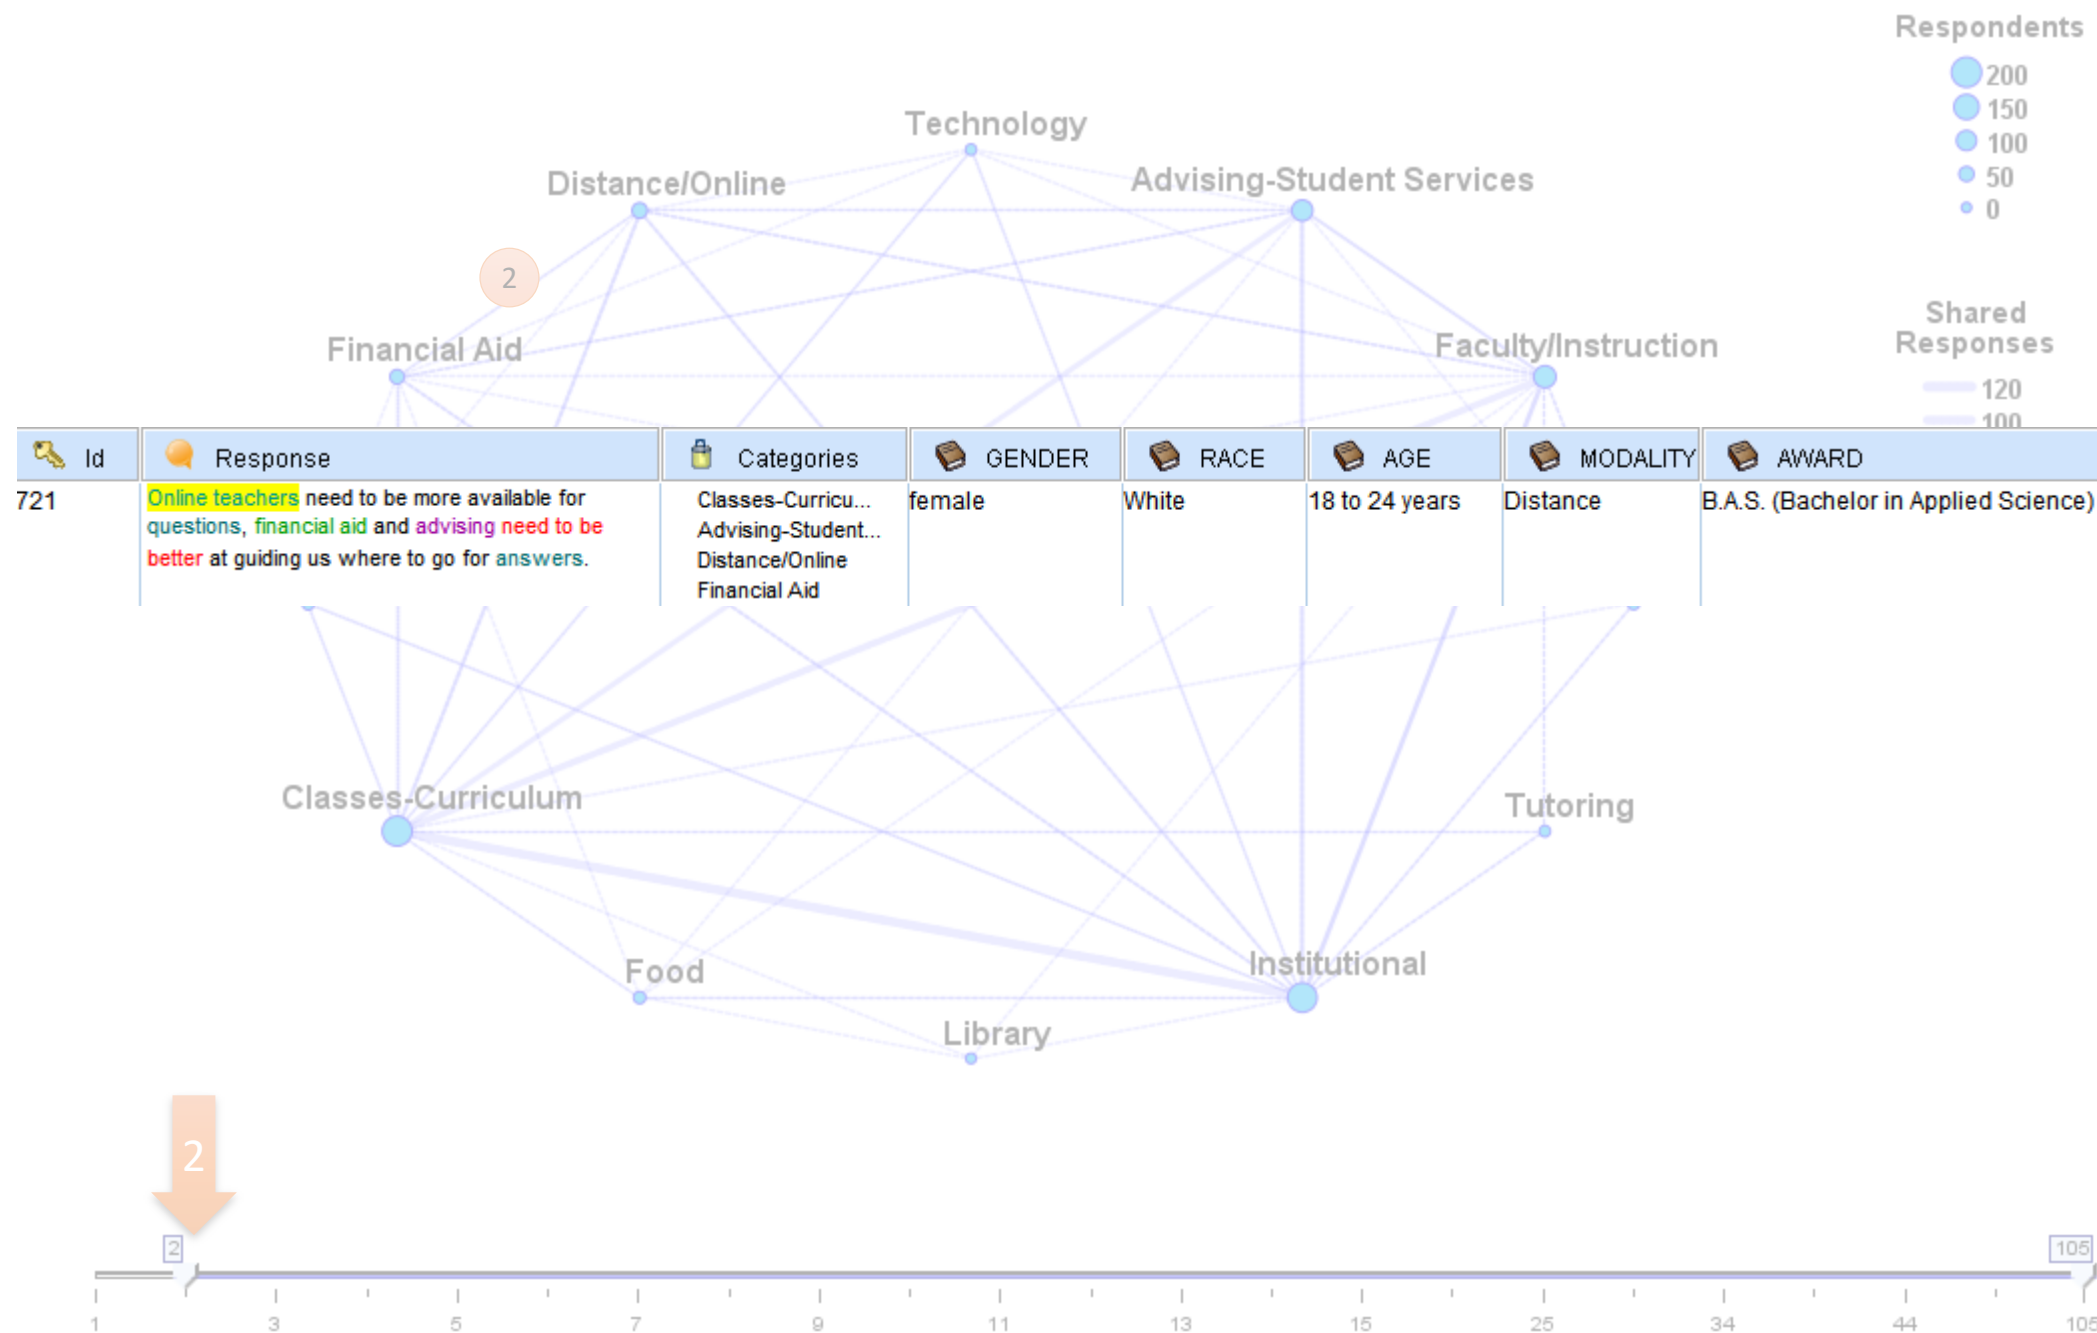 Respondents
200
150
100
50
0
Technology
Distance/Online
Advising-Student Services
2
Financial Aid
Faculty/Instruction
Shared
Responses
120
100
Id Response Categories GENDER RACE AGE MODALITY AWARD
721
Online teachers need to be more available for
questions, financial aid and advising need to be
better at guiding us where to go for answers.
Classes-Curricu...
Advising-Student...
Distance/Online
Financial Aid
female
White
18 to 24 years
Distance
B.A.S. (Bachelor in Applied Science)
Classes-Curriculum
Tutoring
Food
Institutional
Library
2
2
105
1 3 5 7 9 11 13 15 25 34 44 105